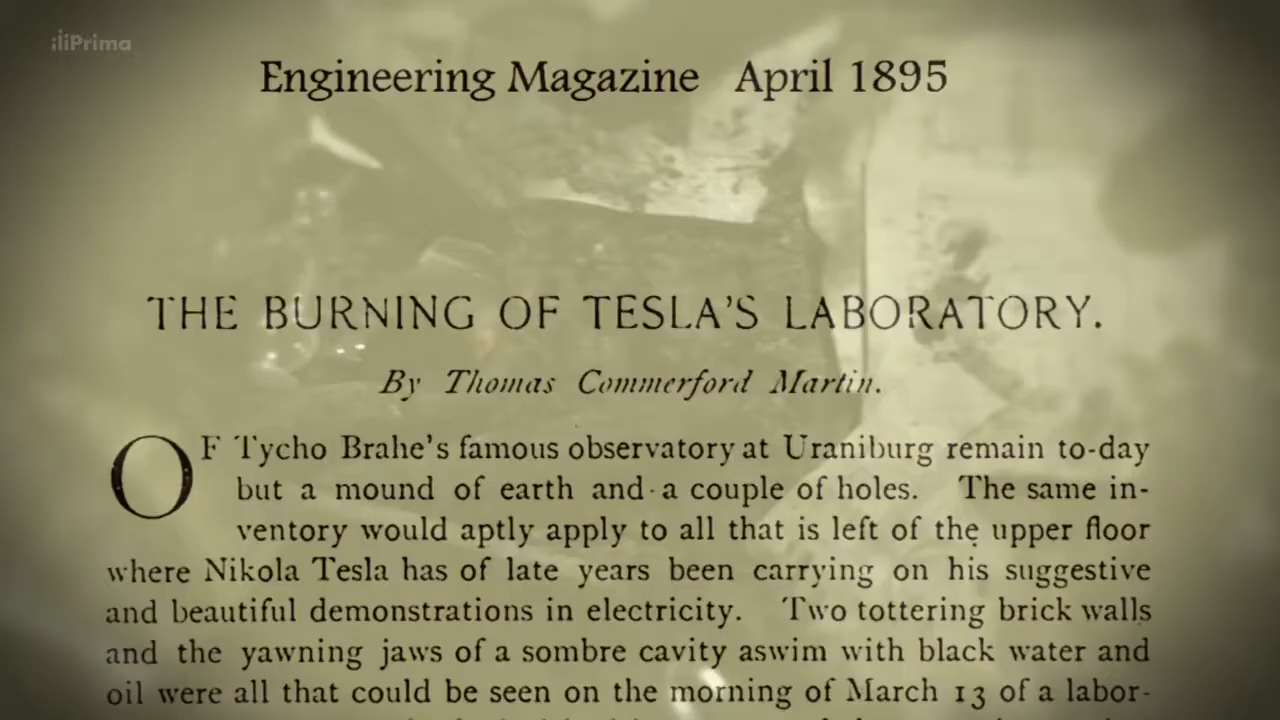 iiPrima
Engineering Magazine April 1895
THE BURNING OF TESLA'S LABORATORY.
By Thomas Commerford Martin.
OF Tycho Brahe's famous observatory at Uraniburg remain to-day
but a mound of earth and a couple of holes. The same in-
ventory would aptly apply to all that is left of the upper floor
where Nikola Tesla has of late years been carrying on his suggestive
and beautiful demonstrations in electricity. Two tottering brick walls
and the yawning jaws of a sombre cavity aswim with black water and
oil were all that could be seen on the morning of March 13 of a labor-